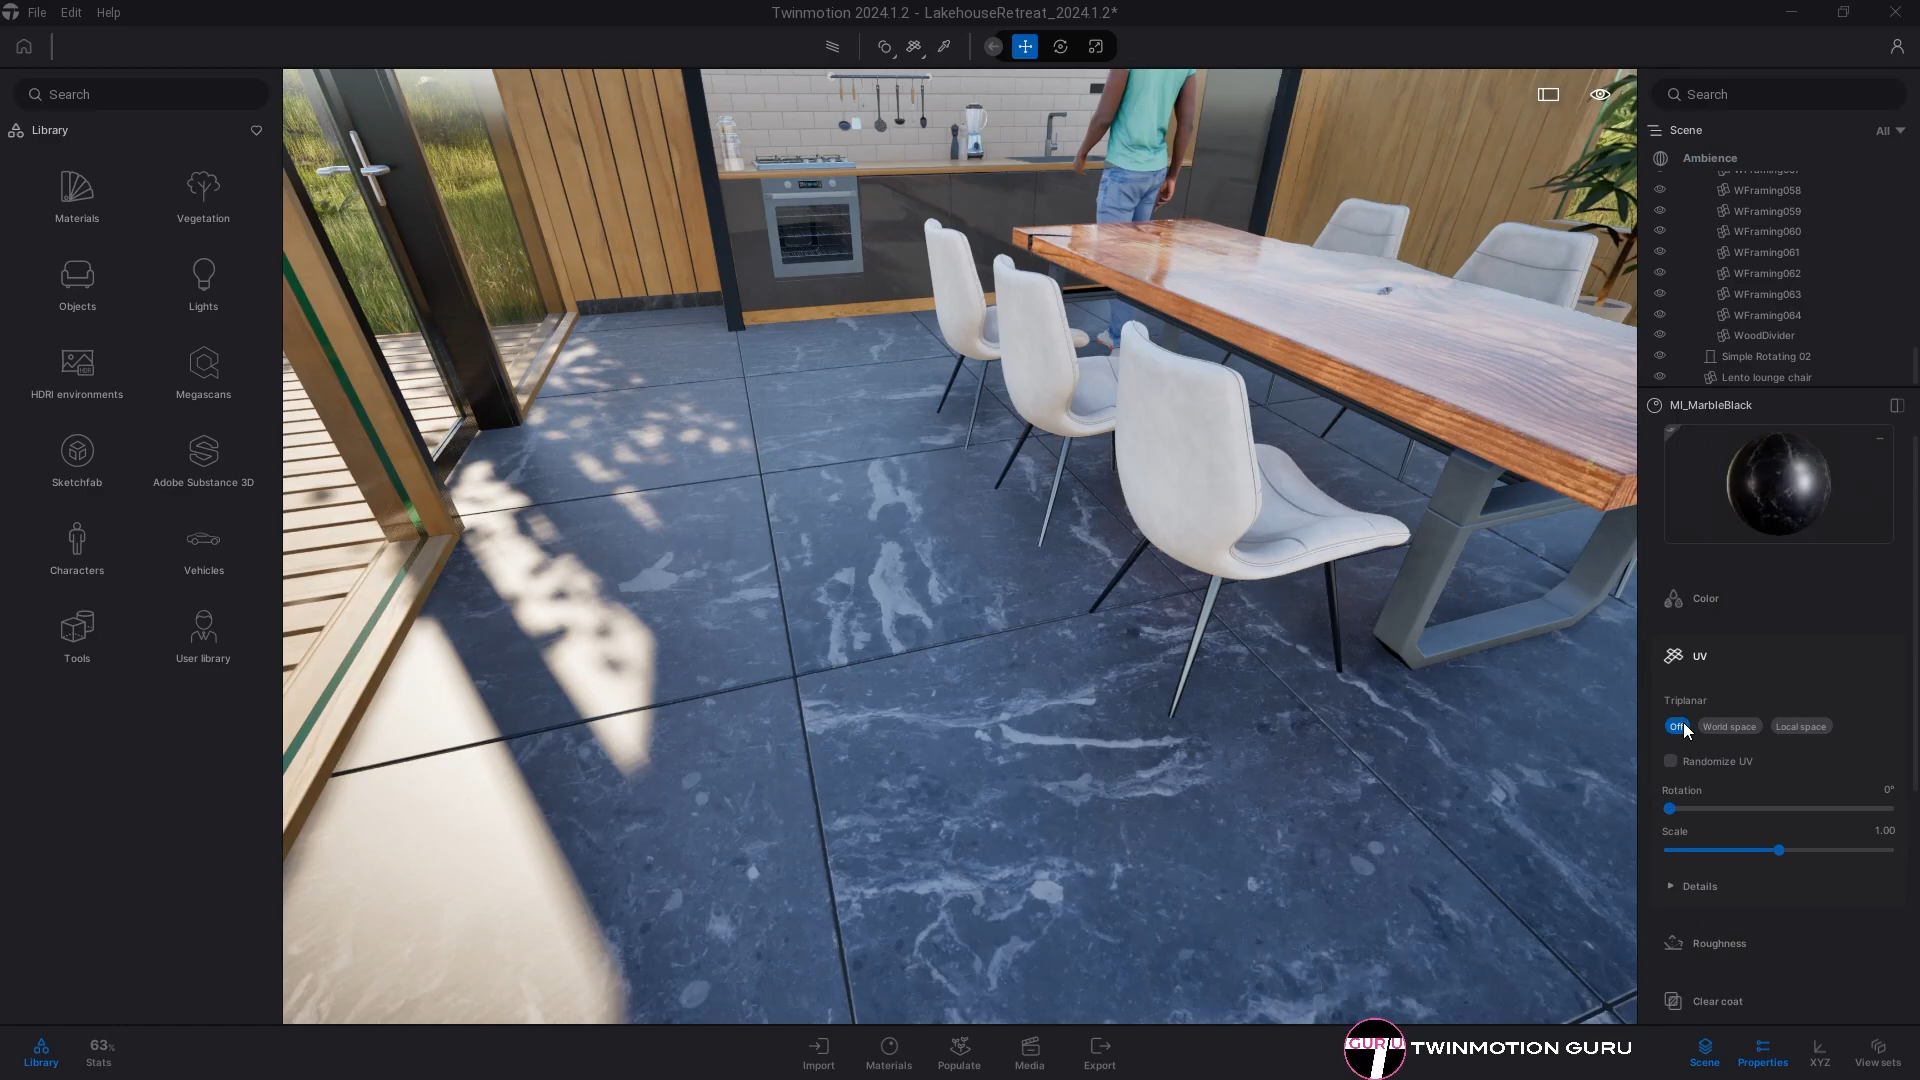 File Edit Help
Twinmotion 2024.1.2 - LakehouseRetreat_2024.1.2*
Search
Library
Materials
Vegetation
Objects
Lights
HDRI environments
Megascans
Sketchfab
Adobe Substance 3D
Characters
Vehicles
Tools
User library
Search
Scene
All
Ambience
WFraming057
WFraming058
WFraming059
WFraming060
WFraming061
WFraming062
WFraming063
WFraming064
WoodDivider
Simple Rotating 02
Lento lounge chair
MI_MarbleBlack
Color
UV
Triplanar
Off World space Local space
Randomize UV
Rotation 0°
Scale 1.00
Details
Roughness
Clear coat
Library
63%
Stats
Import
Materials
Populate
Media
Export
GURU
TWINMOTION GURU
Scene
Properties
XYZ
View sets